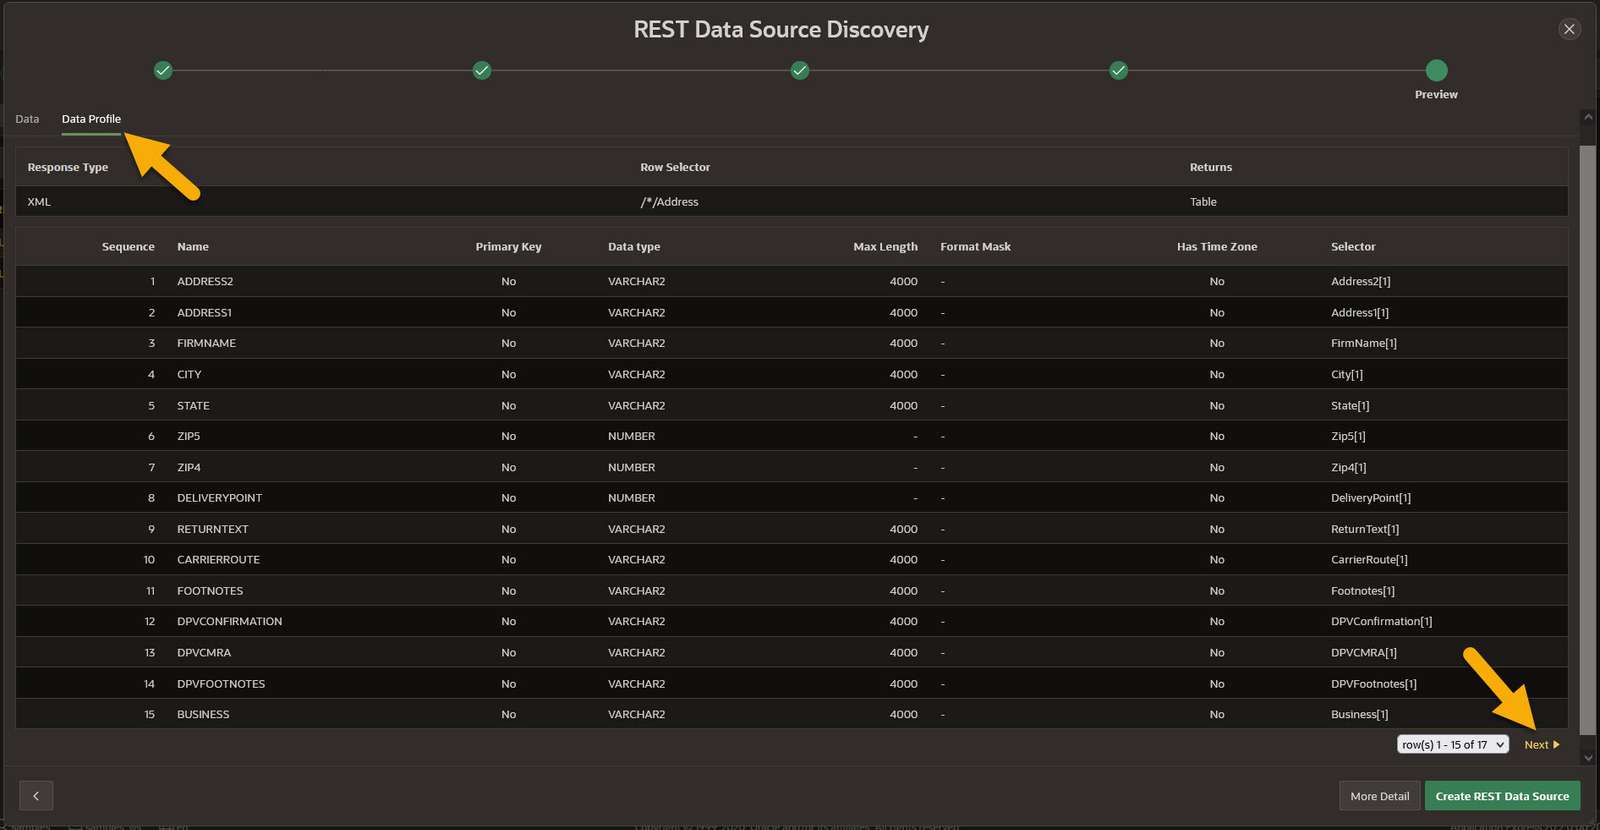 REST Data Source Discovery
Preview
Data Data Profile
Response Type Row Selector Returns
XML /*/Address Table
Sequence Name Primary Key Data type Max Length Format Mask Has Time Zone Selector
1 ADDRESS2 No VARCHAR2 4000 - No Address2[1]
2 ADDRESS1 No VARCHAR2 4000 - No Address1[1]
3 FIRMNAME No VARCHAR2 4000 - No FirmName[1]
4 CITY No VARCHAR2 4000 - No City[1]
5 STATE No VARCHAR2 4000 - No State[1]
6 ZIP5 No NUMBER - - No Zip5[1]
7 ZIP4 No NUMBER - - No Zip4[1]
8 DELIVERYPOINT No NUMBER - - No DeliveryPoint[1]
9 RETURNTEXT No VARCHAR2 4000 - No ReturnText[1]
10 CARRIERROUTE No VARCHAR2 4000 - No CarrierRoute[1]
11 FOOTNOTES No VARCHAR2 4000 - No Footnotes[1]
12 DPVCONFIRMATION No VARCHAR2 4000 - No DPVConfirmation[1]
13 DPVCMRA No VARCHAR2 4000 - No DPVCMRA[1]
14 DPVFOOTNOTES No VARCHAR2 4000 - No DPVFootnotes[1]
15 BUSINESS No VARCHAR2 4000 - No Business[1]
row(s) 1 - 15 of 17 Next
More Detail Create REST Data Source